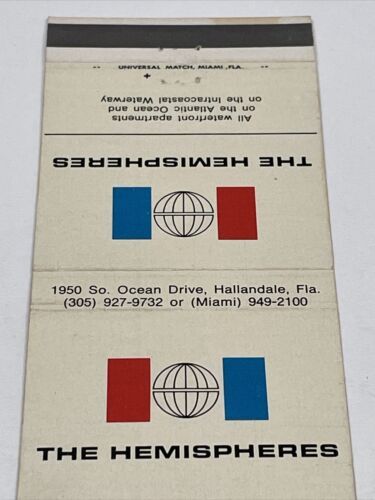 -- UNIVERSAL MATCH, MIAMI ,FLA. --
All waterfront apartments
on the Atlantic Ocean and
on the Intracoastal Waterway
THE HEMISPHERES
1950 So. Ocean Drive, Hallandale, Fla.
(305) 927-9732 or (Miami) 949-2100
THE HEMISPHERES